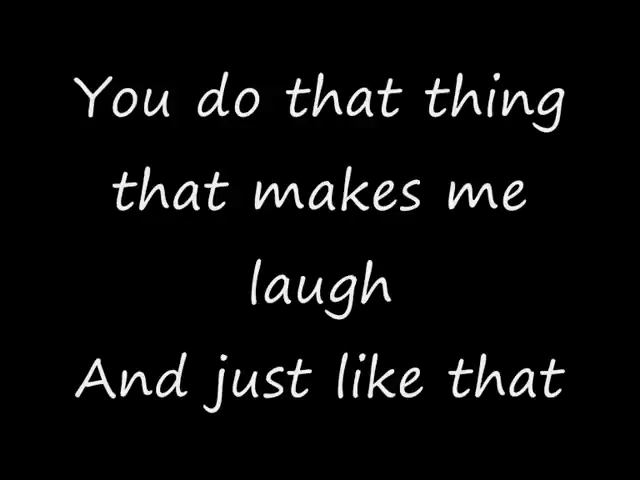 You do that thing
that makes me
laugh
And just like that